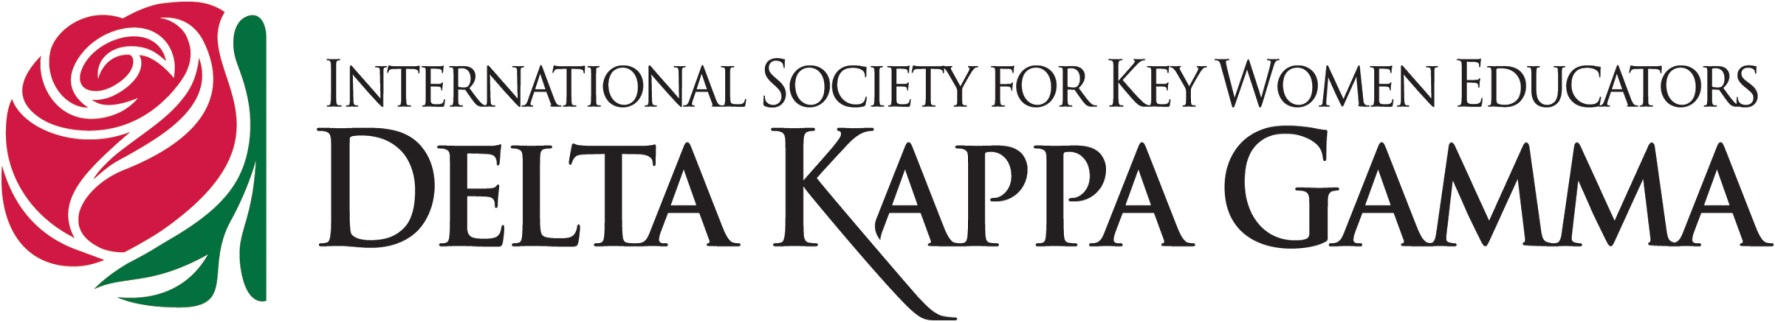 International Society for Key Women Educators
Delta Kappa Gamma